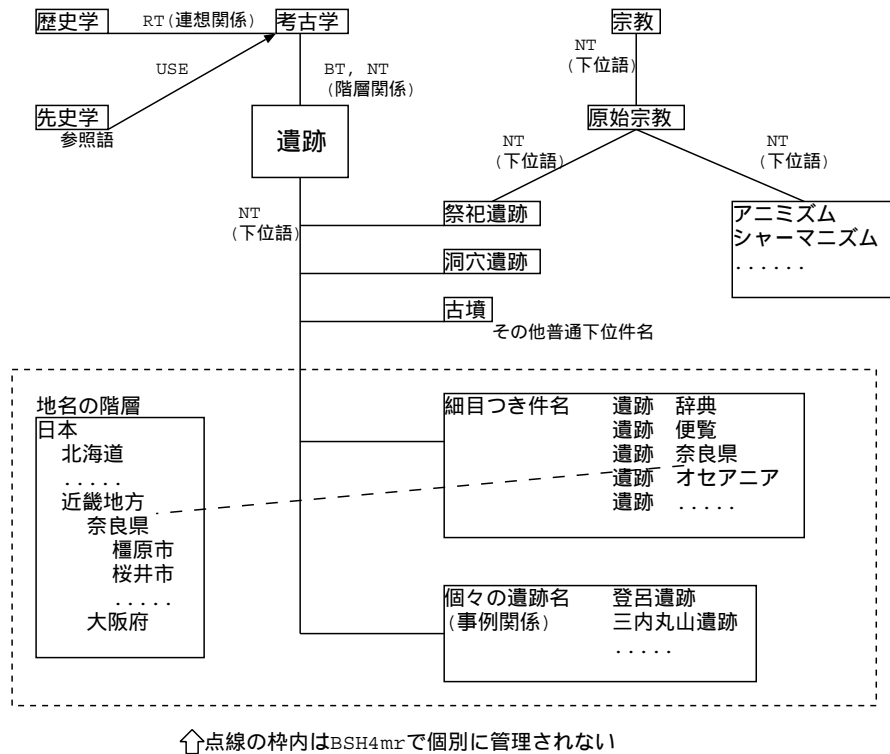 歴史学 RT(連想関係) 考古学 宗教
USE
BT, NT
(階層関係)
NT
(下位語)
先史学
参照語
遺跡
原始宗教
NT
(下位語)
NT
(下位語)
NT
(下位語)
祭祀遺跡
アニミズム
シャーマニズム
......
洞穴遺跡
古墳
その他普通下位件名
地名の階層
日本
北海道
.....
近畿地方
奈良県
橿原市
桜井市
.....
大阪府
細目つき件名 遺跡 辞典
遺跡 便覧
遺跡 奈良県
遺跡 オセアニア
遺跡 .....
個々の遺跡名 登呂遺跡
(事例関係) 三内丸山遺跡
.....
点線の枠内はBSH4mrで個別に管理されない